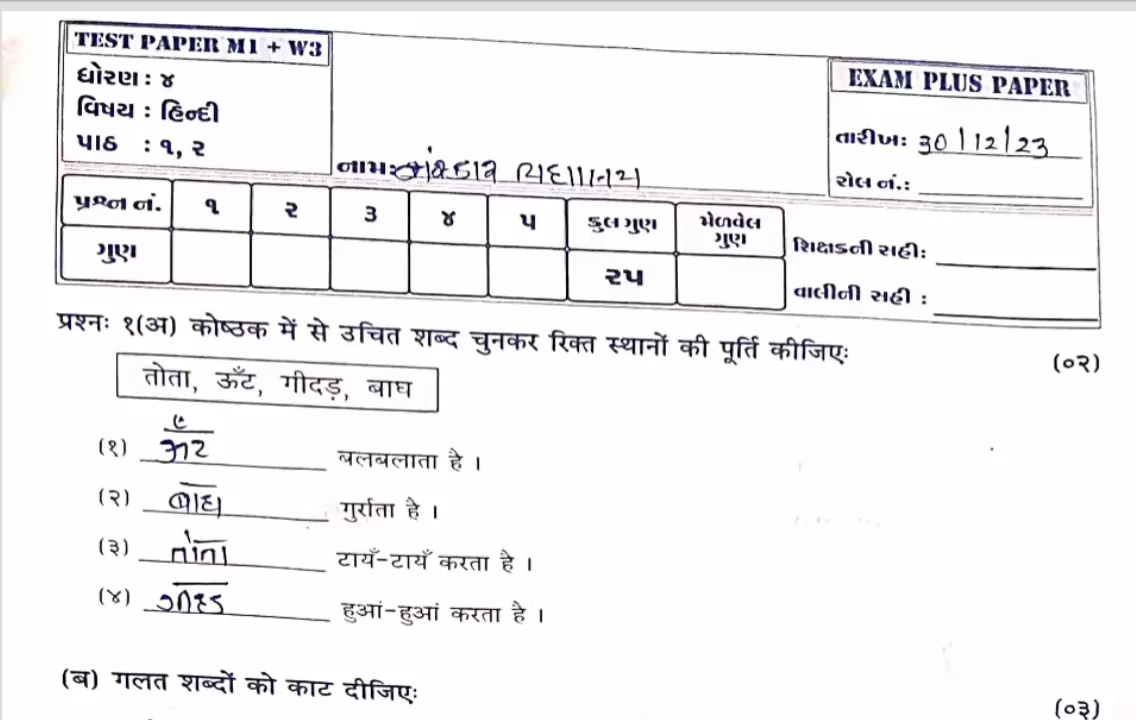 TEST PAPER M1 + W3
ધોરણ : ૪
વિષય : હિન્દી
પાઠ : ૧, ૨
નામ:
EXAM PLUS PAPER
તારીખઃ 30/12/23
રોલ નં.:
પ્રશ્ન નં. ૧ ૨ ૩ ૪ ૫ કુલ ગુણ મેળવેલ ગુણ
ગુણ ૨૫
શિક્ષકની સહીઃ
વાલીની સહી :
प्रश्नः १(अ) कोष्ठक में से उचित शब्द चुनकर रिक्त स्थानों की पूर्ति कीजिएः (०२)
तोता, ऊँट, गीदड़, बाघ
(१) बलबलाता है ।
(२) बाघ गुर्राता है ।
(३) तोता टायँ-टायँ करता है ।
(४) हुआं-हुआं करता है ।
(ब) गलत शब्दों को काट दीजिएः (०३)